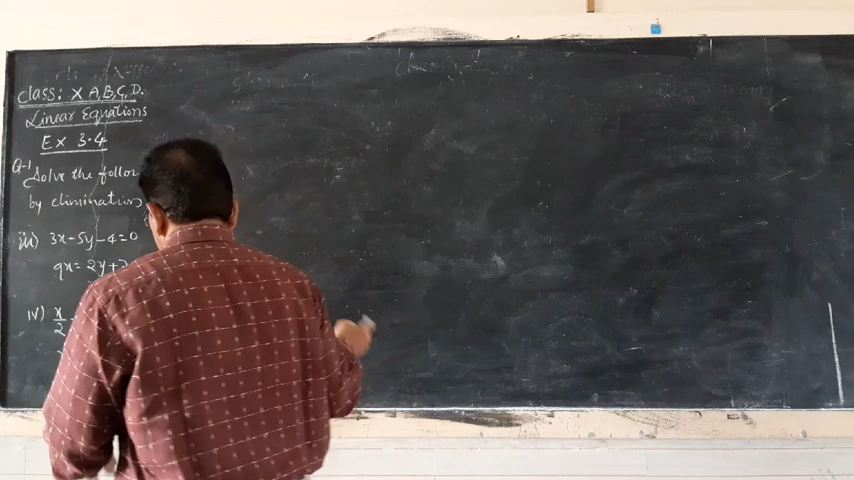 Class: X A,B,C,D.
Linear Equations
Ex 3.4
Q-1 Solve the follow
by elimination
iii) 3x-5y-4=0
9x=2y+7
iv) x/2